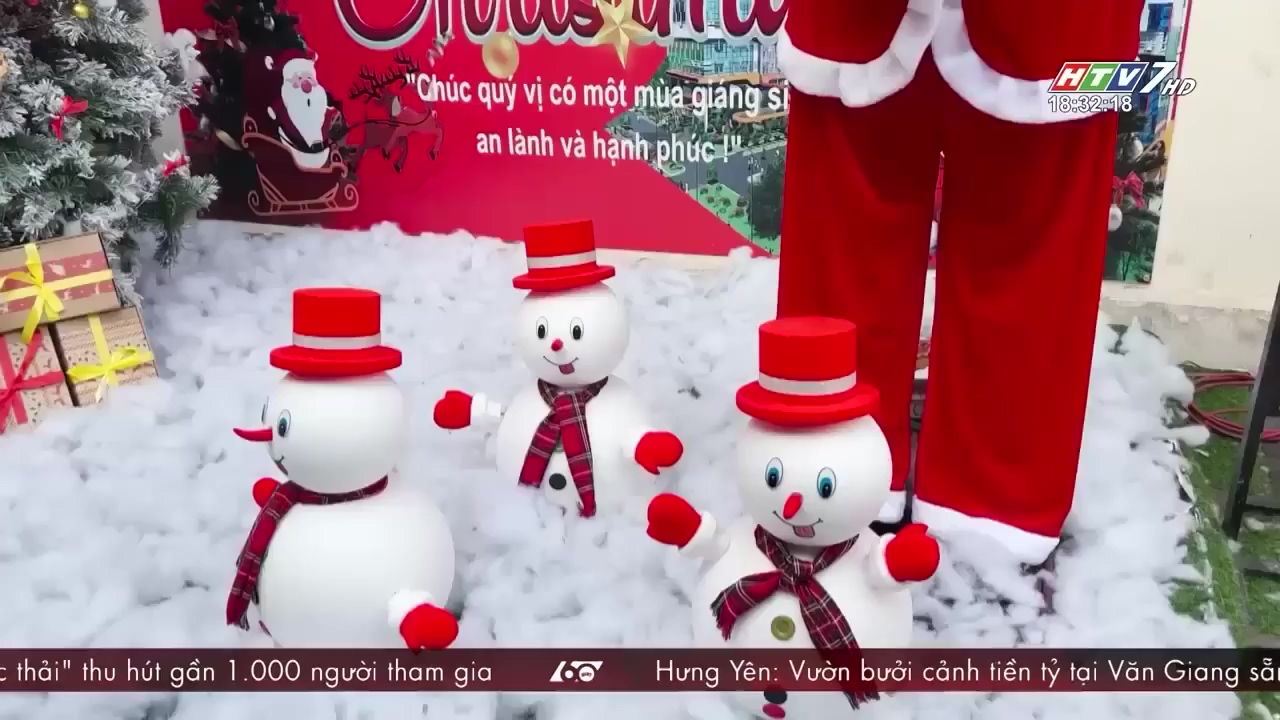 Christmas
"Chúc quý vị có một mùa giáng si
an lành và hạnh phúc !"
HTV7 HD
18:32:18
c thải" thu hút gần 1.000 người tham gia
60 Hưng Yên: Vườn bưởi cảnh tiền tỷ tại Văn Giang sẵ